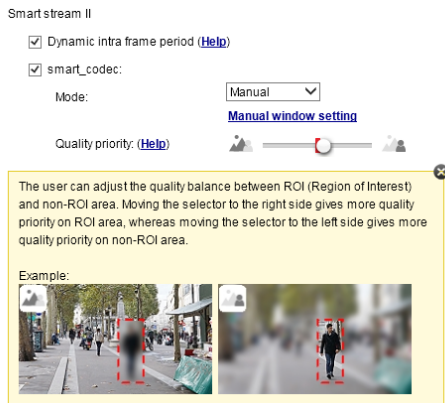 Smart stream II
Dynamic intra frame period (Help)
smart_codec:
Mode:
Manual
Manual window setting
Quality priority: (Help)
The user can adjust the quality balance between ROI (Region of Interest)
and non-ROI area. Moving the selector to the right side gives more quality
priority on ROI area, whereas moving the selector to the left side gives more
quality priority on non-ROI area.
Example: